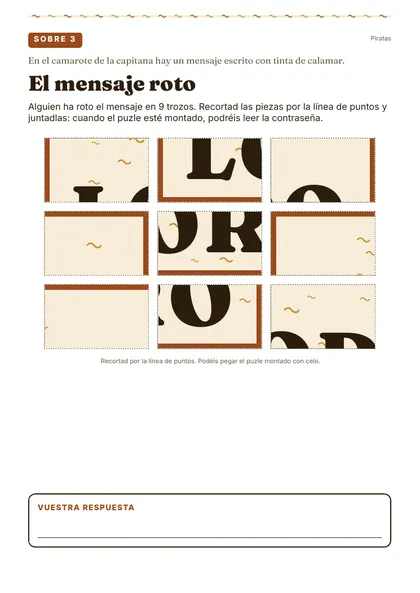 SOBRE 3
Piratas
En el camarote de la capitana hay un mensaje escrito con tinta de calamar.
El mensaje roto
Alguien ha roto el mensaje en 9 trozos. Recortad las piezas por la línea de puntos y
juntadlas: cuando el puzle esté montado, podréis leer la contraseña.
Recortad por la línea de puntos. Podéis pegar el puzle montado con celo.
VUESTRA RESPUESTA